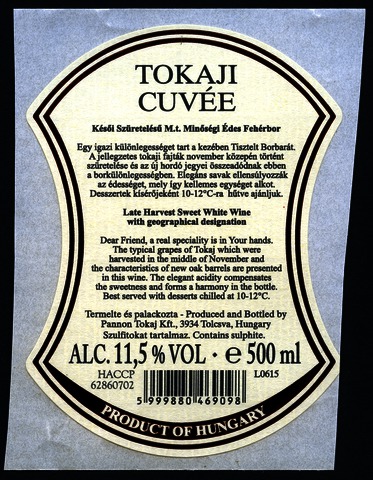 TOKAJI
CUVÉE
Késői Szüretelésű M.t. Minőségi Édes Fehérbor
Egy igazi különlegességet tart a kezében Tisztelt Borbarát.
A jellegzetes tokaji fajták november közepén történt
szüretelése és az új hordó jegyei összeadódnak ebben
a borkülönlegességben. Elegáns savak ellensúlyozzák
az édességet, mely így kellemes egységet alkot.
Desszertek kísérőjeként 10-12°C-ra hűtve ajánljuk.
Late Harvest Sweet White Wine
with geographical designation
Dear Friend, a real speciality is in Your hands.
The typical grapes of Tokaj which were
harvested in the middle of November and
the characteristics of new oak barrels are presented
in this wine. The elegant acidity compensates
the sweetness and forms a harmony in the bottle.
Best served with desserts chilled at 10-12°C.
Termelte és palackozta - Produced and Bottled by
Pannon Tokaj Kft., 3934 Tolcsva, Hungary
Szulfitokat tartalmaz. Contains sulphite.
ALC. 11,5 % VOL · e 500 ml
HACCP
62860702
L0615
5 999880 469098
PRODUCT OF HUNGARY